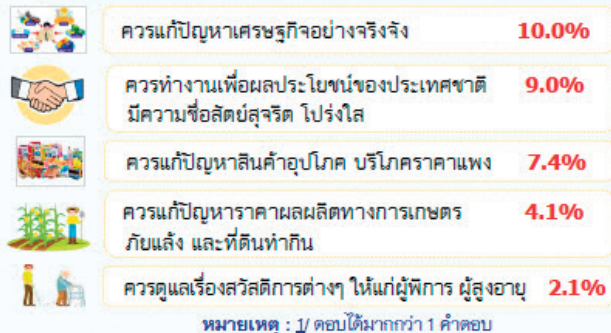 ควรแก้ปัญหาเศรษฐกิจอย่างจริงจัง 10.0%
ควรทำงานเพื่อผลประโยชน์ของประเทศชาติ 9.0%
มีความซื่อสัตย์สุจริต โปร่งใส
ควรแก้ปัญหาสินค้าอุปโภค บริโภคราคาแพง 7.4%
ควรแก้ปัญหาราคาผลผลิตทางการเกษตร 4.1%
ภัยแล้ง และที่ดินทำกิน
ควรดูแลเรื่องสวัสดิการต่างๆ ให้แก่ผู้พิการ ผู้สูงอายุ 2.1%
หมายเหตุ : 1/ ตอบได้มากกว่า 1 คำตอบ